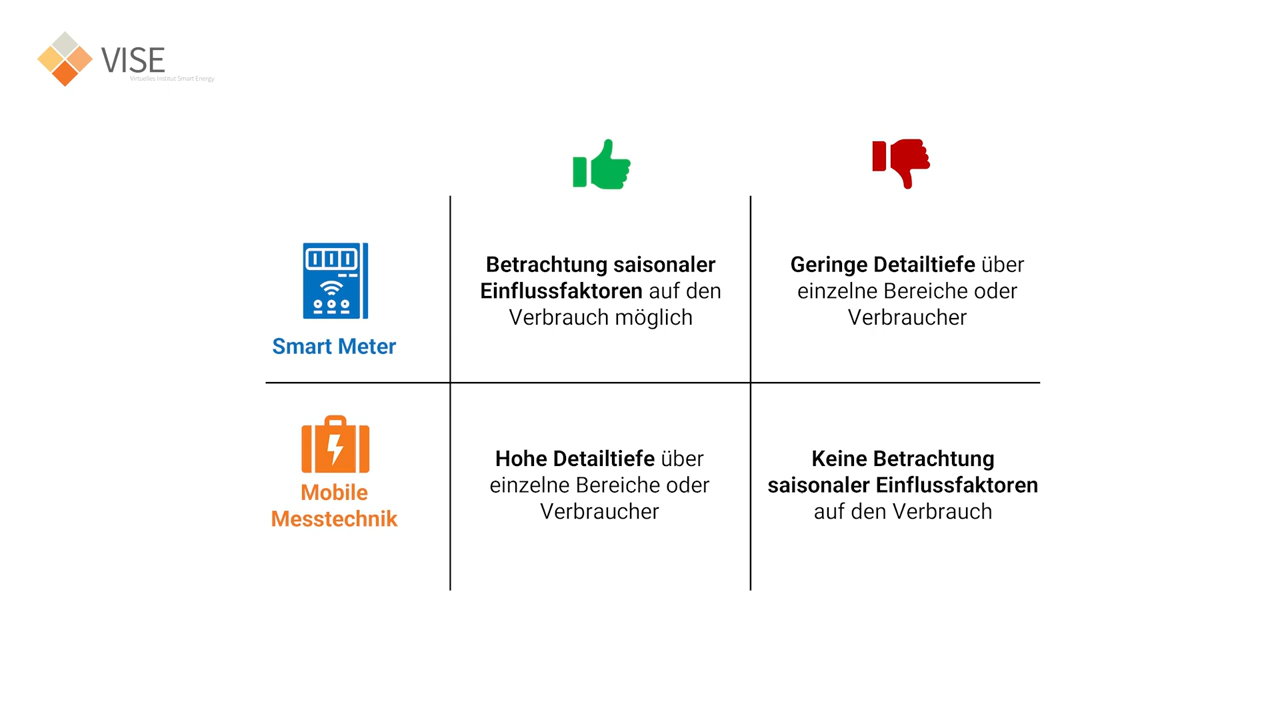 VISE
Virtuelles Institut Smart Energy
Betrachtung saisonaler
Einflussfaktoren auf den
Verbrauch möglich
Geringe Detailtiefe über
einzelne Bereiche oder
Verbraucher
Smart Meter
Hohe Detailtiefe über
einzelne Bereiche oder
Verbraucher
Keine Betrachtung
saisonaler Einflussfaktoren
auf den Verbrauch
Mobile
Messtechnik